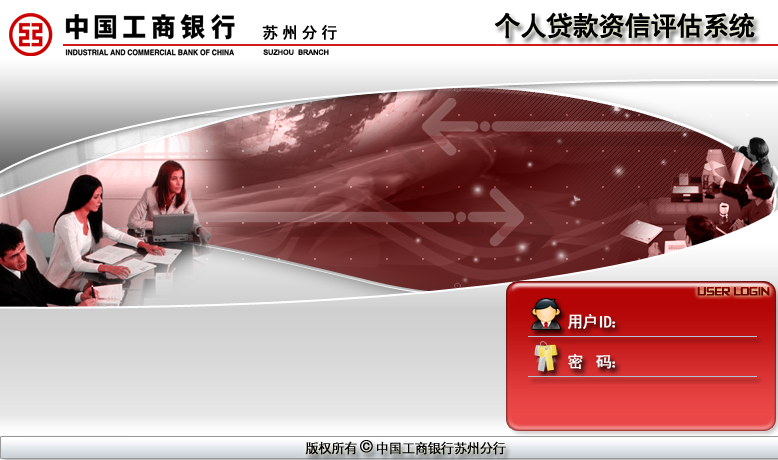 中国工商银行 苏州分行
INDUSTRIAL AND COMMERCIAL BANK OF CHINA SUZHOU BRANCH
个人贷款资信评估系统
USER LOGIN
用户ID:
密 码:
版权所有 © 中国工商银行苏州分行